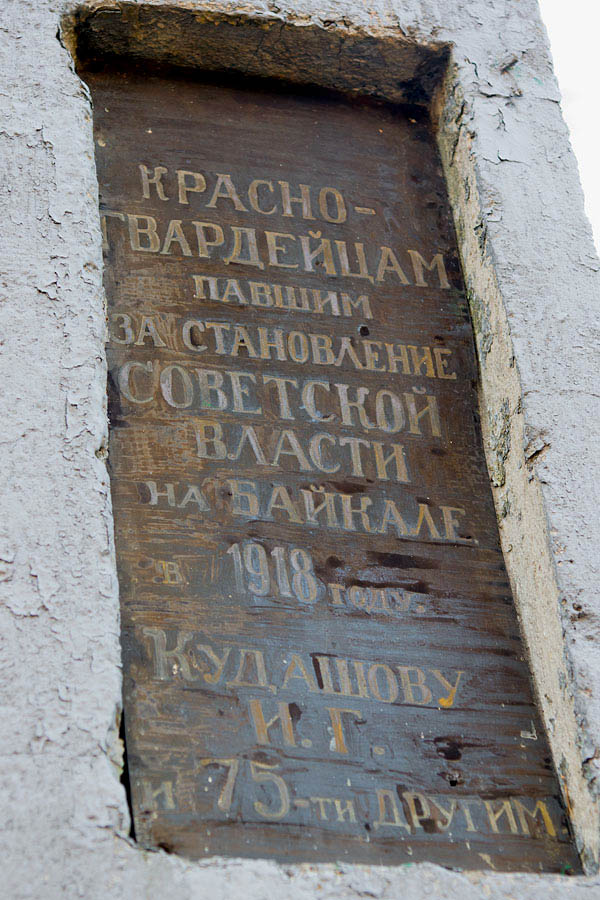 КРАСНО-
ГВАРДЕЙЦАМ
ПАВШИМ
ЗА СТАНОВЛЕНИЕ
СОВЕТСКОЙ
ВЛАСТИ
НА БАЙКАЛЕ
в 1918 году.
КУДАШОВУ
И. Г.
и 75-ти ДРУГИМ